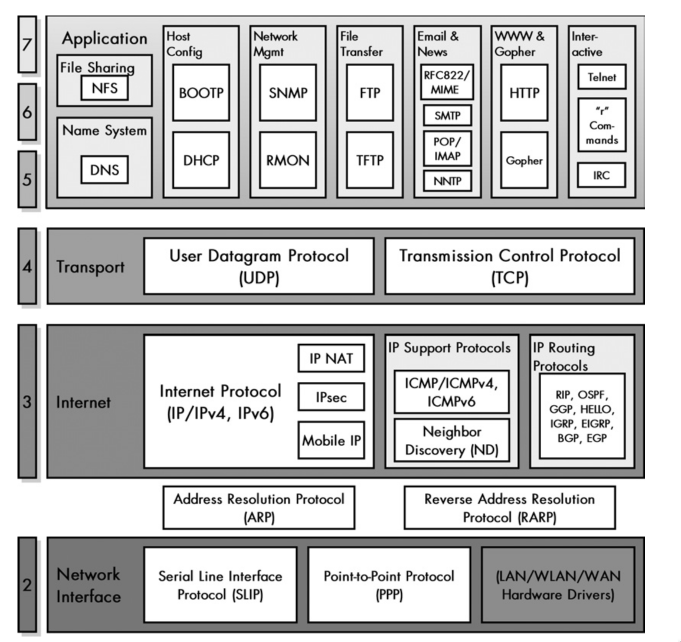 7
6
5
Application
File Sharing
NFS
Name System
DNS
Host
Config
BOOTP
DHCP
Network
Mgmt
SNMP
RMON
File
Transfer
FTP
TFTP
Email &
News
RFC822/
MIME
SMTP
POP/
IMAP
NNTP
WWW &
Gopher
HTTP
Gopher
Inter-
active
Telnet
"r"
Com-
mands
IRC
4
Transport
User Datagram Protocol
(UDP)
Transmission Control Protocol
(TCP)
3
Internet
Internet Protocol
(IP/IPv4, IPv6)
IP NAT
IPsec
Mobile IP
IP Support Protocols
ICMP/ICMPv4,
ICMPv6
Neighbor
Discovery (ND)
IP Routing
Protocols
RIP, OSPF,
GGP, HELLO,
IGRP, EIGRP,
BGP, EGP
Address Resolution Protocol
(ARP)
Reverse Address Resolution
Protocol (RARP)
2
Network
Interface
Serial Line Interface
Protocol (SLIP)
Point-to-Point Protocol
(PPP)
(LAN/WLAN/WAN
Hardware Drivers)